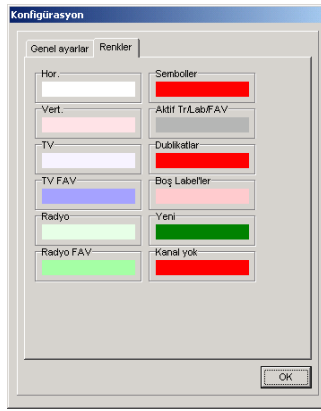 Konfigürasyon
Genel ayarlar Renkler
Hor. Semboller
Vert. Aktif Tr/Lab/FAV
TV Dublikatlar
TV FAV Boş Label'ler
Radyo Yeni
Radyo FAV Kanal yok
OK